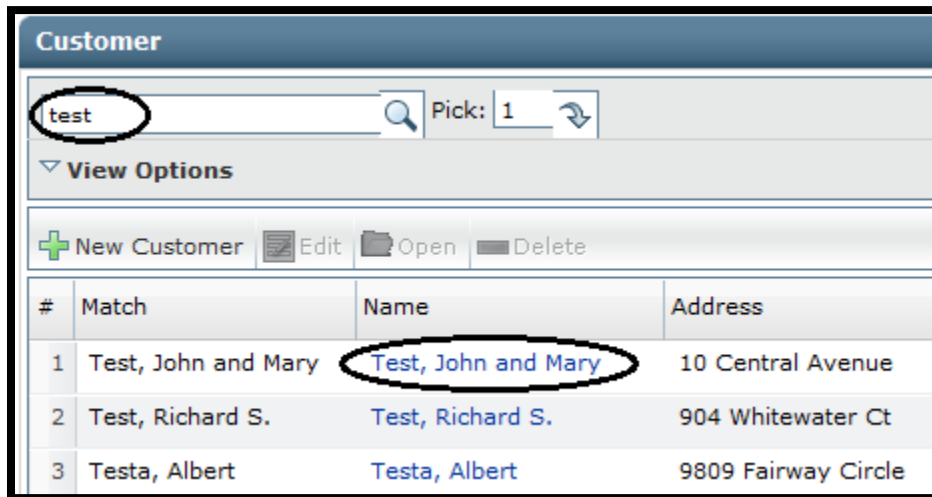 Customer
test Pick: 1
View Options
New Customer Edit Open Delete
# Match Name Address
1 Test, John and Mary Test, John and Mary 10 Central Avenue
2 Test, Richard S. Test, Richard S. 904 Whitewater Ct
3 Testa, Albert Testa, Albert 9809 Fairway Circle